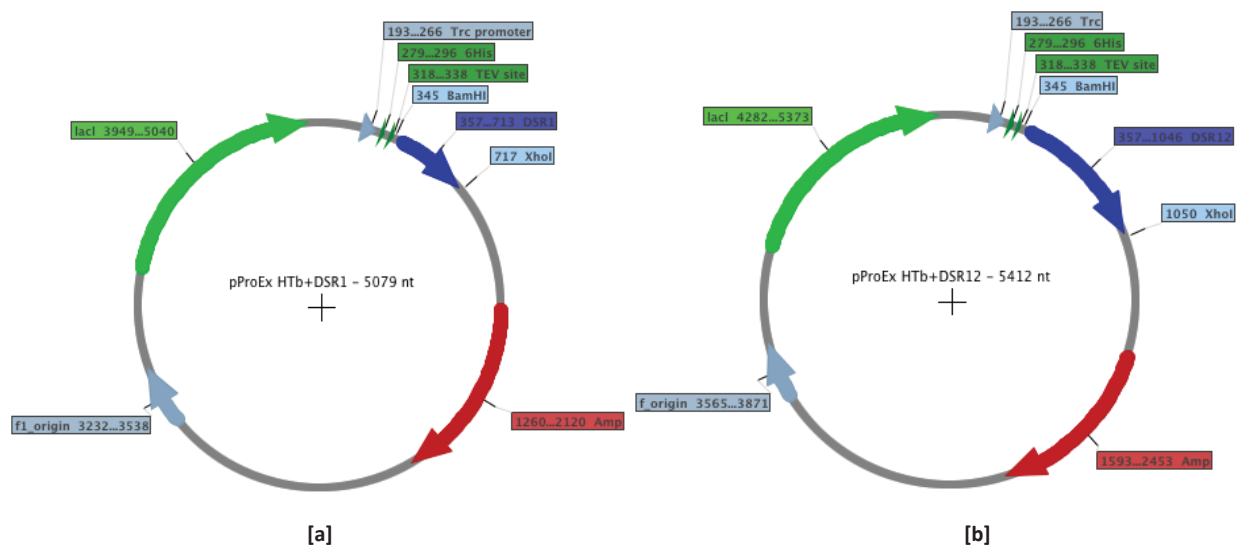 193...266 Trc promoter
279...296 6His
318...338 TEV site
345 BamHI
357...713 DSR1
717 XhoI
lacI 3949...5040
pProEx HTb+DSR1 - 5079 nt
1260...2120 Amp
f1_origin 3232...3538
[a]
193...266 Trc
279...296 6His
318...338 TEV site
345 BamHI
357...1046 DSR12
1050 XhoI
lacI 4282...5373
pProEx HTb+DSR12 - 5412 nt
1593...2453 Amp
f_origin 3565...3871
[b]